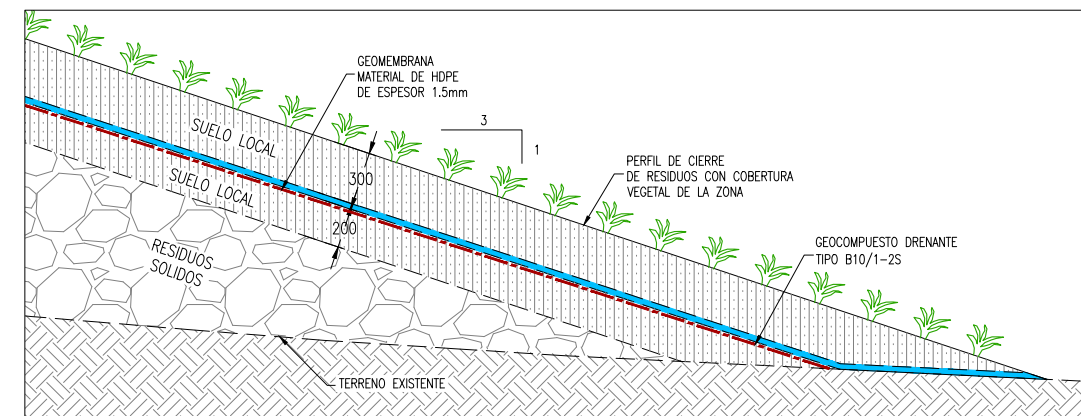 GEOMEMBRANA
MATERIAL DE HDPE
DE ESPESOR 1.5mm
3
1
SUELO LOCAL
PERFIL DE CIERRE
DE RESIDUOS CON COBERTURA
VEGETAL DE LA ZONA
SUELO LOCAL
300
200
RESIDUOS
SOLIDOS
GEOCOMPUESTO DRENANTE
TIPO B10/1-2S
TERRENO EXISTENTE